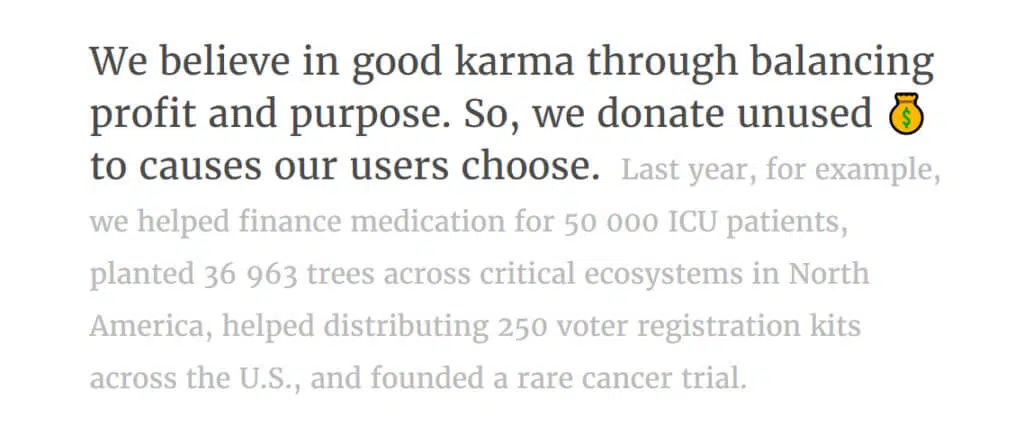 We believe in good karma through balancing
profit and purpose. So, we donate unused 💰
to causes our users choose. Last year, for example,
we helped finance medication for 50 000 ICU patients,
planted 36 963 trees across critical ecosystems in North
America, helped distributing 250 voter registration kits
across the U.S., and founded a rare cancer trial.